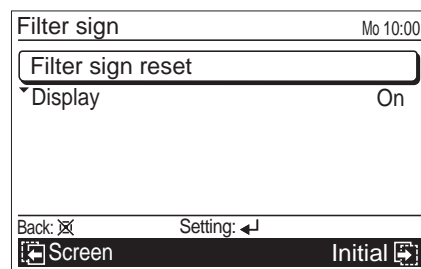 Filter sign Mo 10:00
Filter sign reset
Display On
Back: Setting:
Screen Initial